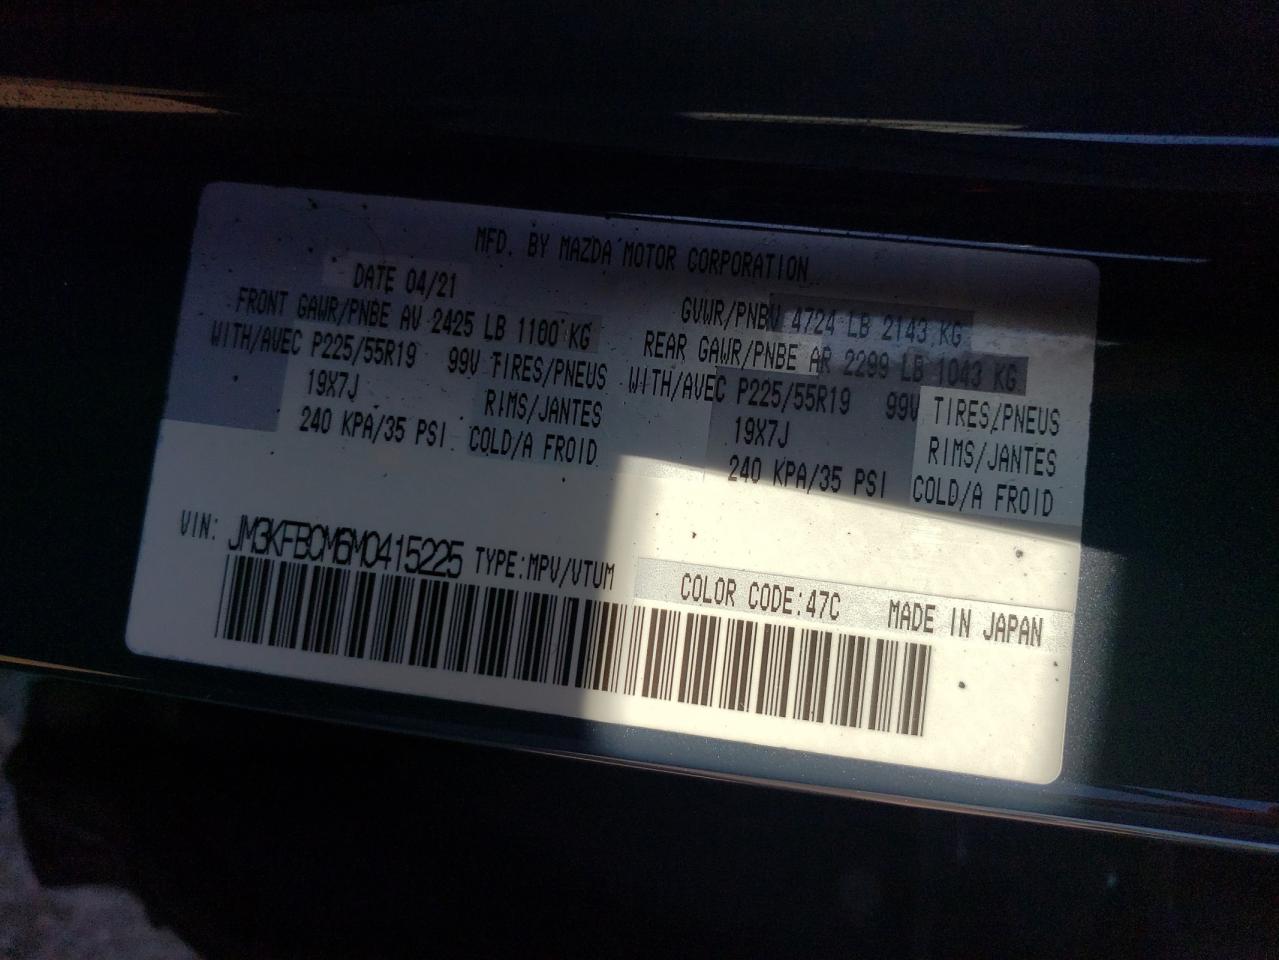 MFD. BY MAZDA MOTOR CORPORATION
DATE 04/21
GVWR/PNBV 4724 LB 2143 KG
FRONT GAWR/PNBE AV 2425 LB 1100 KG
REAR GAWR/PNBE AR 2299 LB 1043 KG
WITH/AVEC P225/55R19 99V TIRES/PNEUS
WITH/AVEC P225/55R19 99V TIRES/PNEUS
19X7J RIMS/JANTES
19X7J RIMS/JANTES
240 KPA/35 PSI COLD/A FROID
240 KPA/35 PSI COLD/A FROID
VIN: JM3KFBCM6M0415225 TYPE:MPV/VTUM
COLOR CODE:47C MADE IN JAPAN